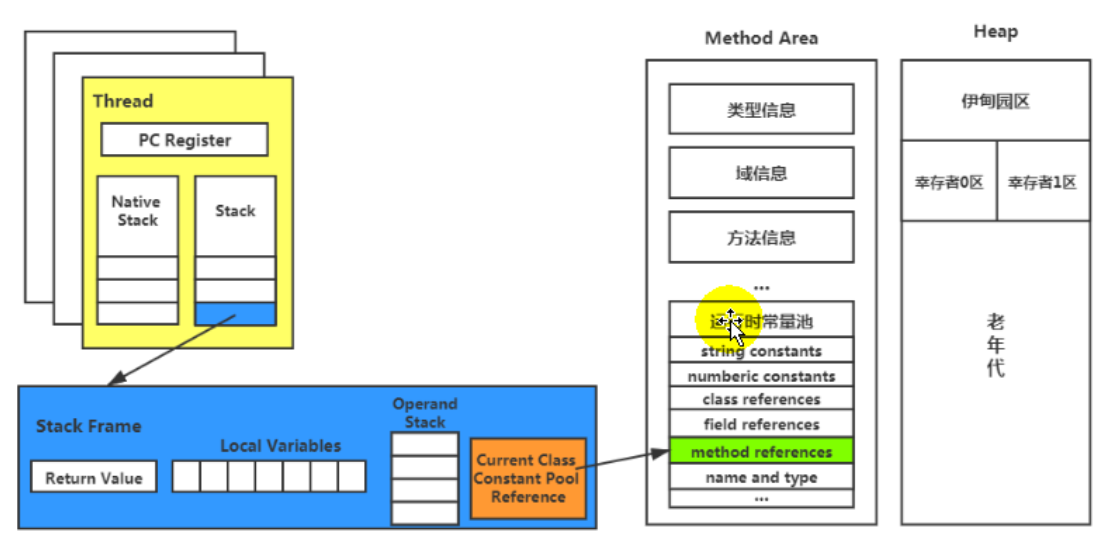 Thread
PC Register
Native
Stack
Stack
Stack Frame
Return Value
Local Variables
Operand
Stack
Current Class
Constant Pool
Reference
Method Area
类型信息
域信息
方法信息
...
运行时常量池
string constants
numberic constants
class references
field references
method references
name and type
...
Heap
伊甸园区
幸存者0区
幸存者1区
老
年
代